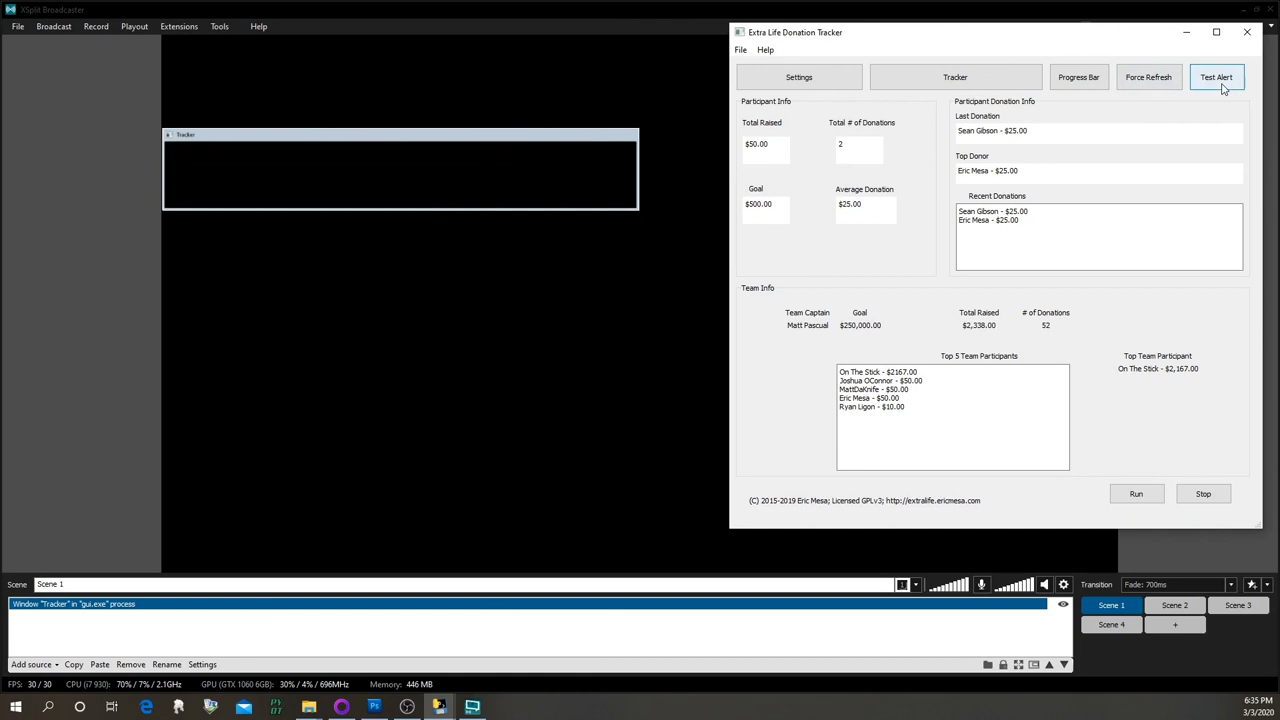 XSplit Broadcaster
File Broadcast Record Playout Extensions Tools Help
Tracker
Extra Life Donation Tracker
File Help
Settings Tracker Progress Bar Force Refresh Test Alert
Participant Info
Total Raised Total # of Donations
$50.00 2
Goal Average Donation
$500.00 $25.00
Participant Donation Info
Last Donation
Sean Gibson - $25.00
Top Donor
Eric Mesa - $25.00
Recent Donations
Sean Gibson - $25.00
Eric Mesa - $25.00
Team Info
Team Captain Goal Total Raised # of Donations
Matt Pascual $250,000.00 $2,338.00 52
Top 5 Team Participants Top Team Participant
On The Stick - $2167.00 On The Stick - $2,167.00
Joshua OConnor - $50.00
MattDaKnife - $50.00
Eric Mesa - $50.00
Ryan Ligon - $10.00
(C) 2015-2019 Eric Mesa; Licensed GPLv3; http://extralife.ericmesa.com
Run Stop
Scene Scene 1 1 Transition Fade: 700ms
Window "Tracker" in "gui.exe" process
Scene 1 Scene 2 Scene 3
Scene 4 +
Add source Copy Paste Remove Rename Settings
FPS: 30 / 30 CPU (i7 930): 70% / 7% / 2.1GHz GPU (GTX 1060 6GB): 30% / 4% / 696MHz Memory: 446 MB
6:35 PM
3/3/2020